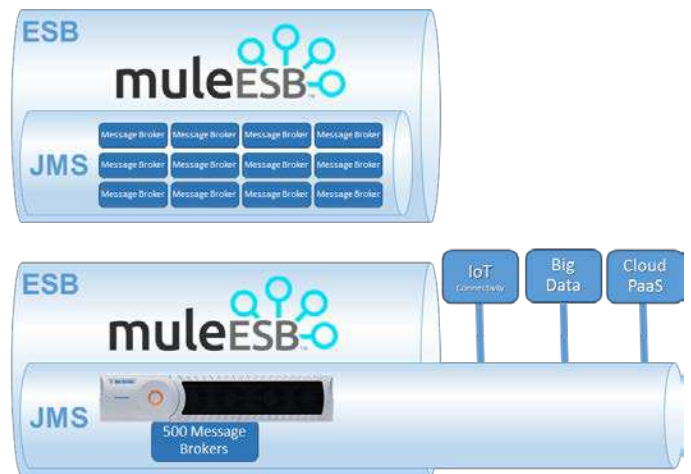 ESB
muleESB
Message Broker Message Broker Message Broker Message Broker
JMS
Message Broker Message Broker Message Broker Message Broker
Message Broker Message Broker Message Broker Message Broker
ESB
IoT
Connectivity
Big
Data
Cloud
PaaS
muleESB
JMS
500 Message
Brokers